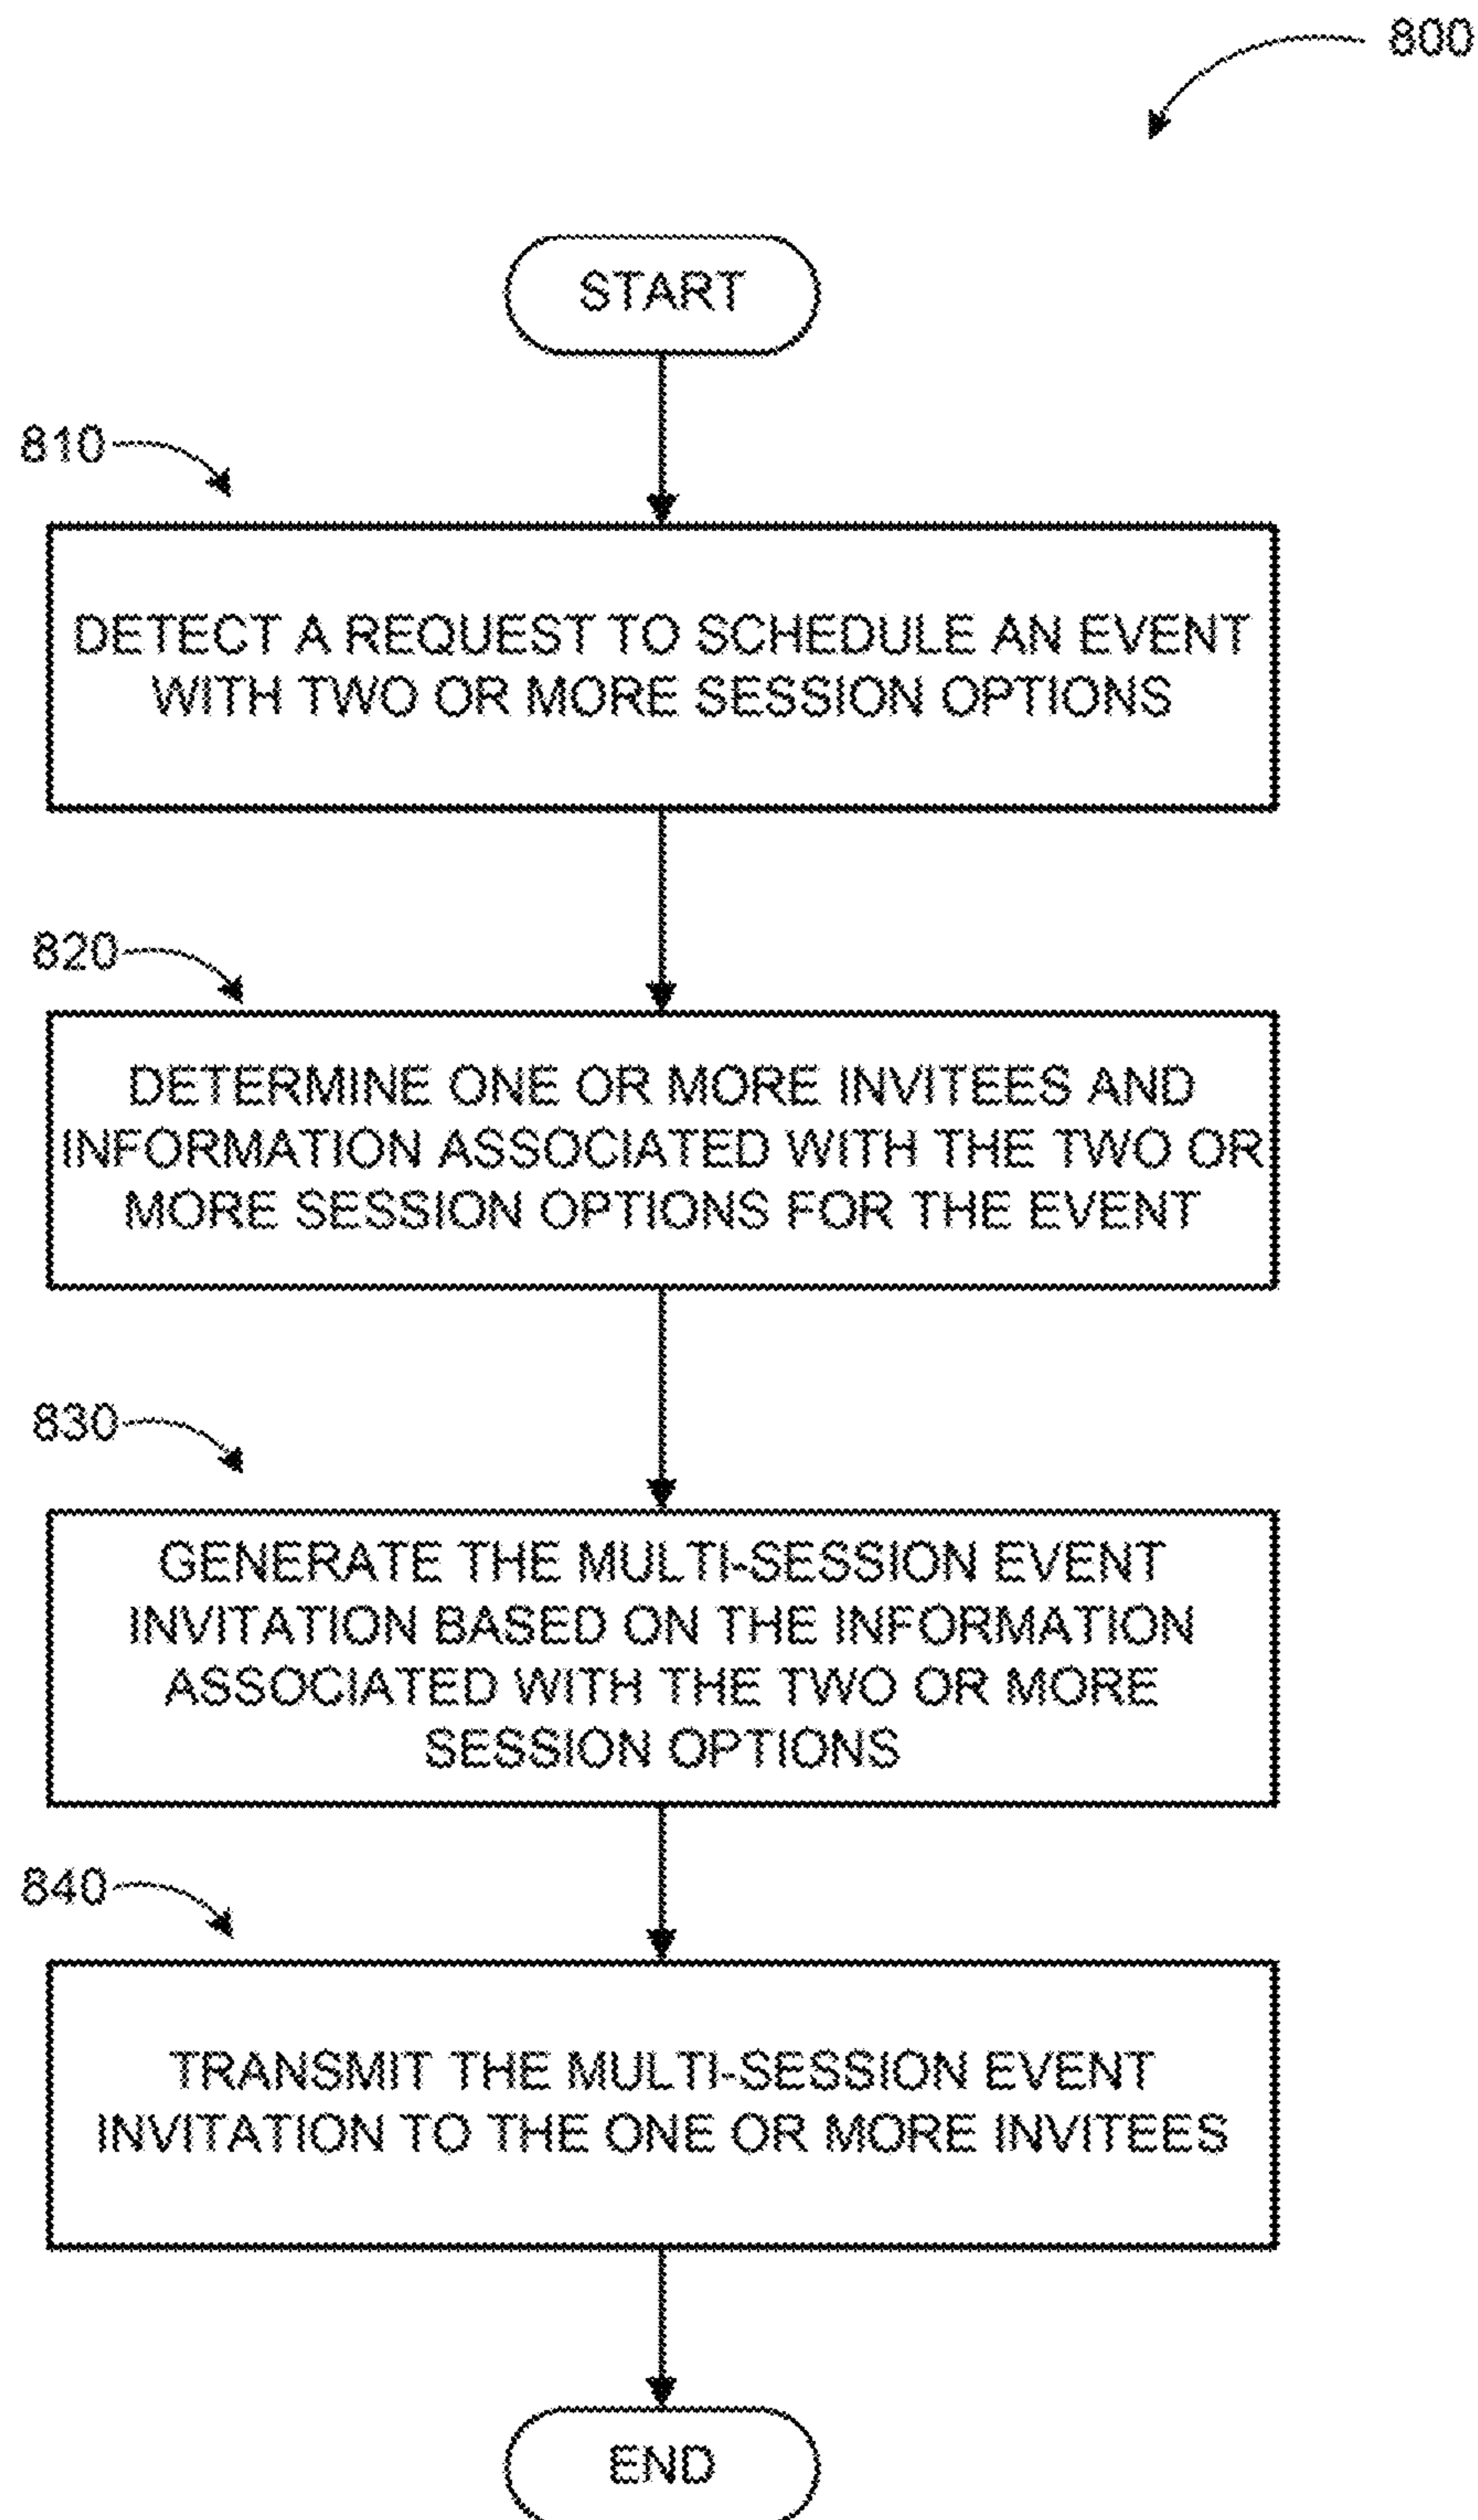 800
START
810
DETECT A REQUEST TO SCHEDULE AN EVENT
WITH TWO OR MORE SESSION OPTIONS
820
DETERMINE ONE OR MORE INVITEES AND
INFORMATION ASSOCIATED WITH THE TWO OR
MORE SESSION OPTIONS FOR THE EVENT
830
GENERATE THE MULTI-SESSION EVENT
INVITATION BASED ON THE INFORMATION
ASSOCIATED WITH THE TWO OR MORE
SESSION OPTIONS
840
TRANSMIT THE MULTI-SESSION EVENT
INVITATION TO THE ONE OR MORE INVITEES
END